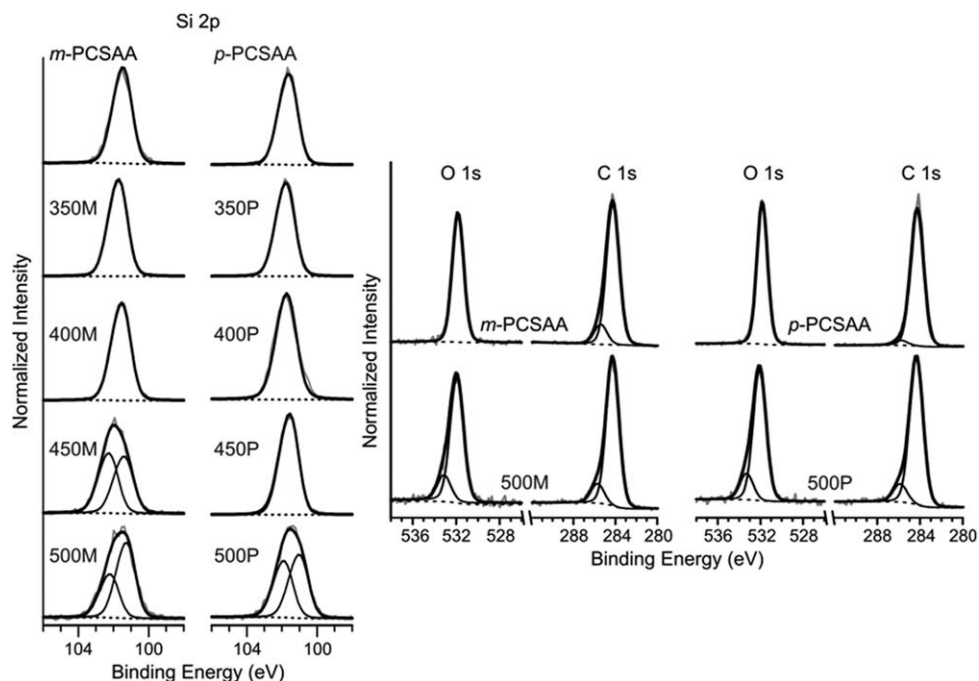 Si 2p
m-PCSAA p-PCSAA
350M 350P
400M 400P
450M 450P
500M 500P
104 100 104 100
Binding Energy (eV)
Normalized Intensity
O 1s C 1s O 1s C 1s
m-PCSAA p-PCSAA
500M 500P
536 532 528 288 284 280 536 532 528 288 284 280
Binding Energy (eV)
Normalized Intensity